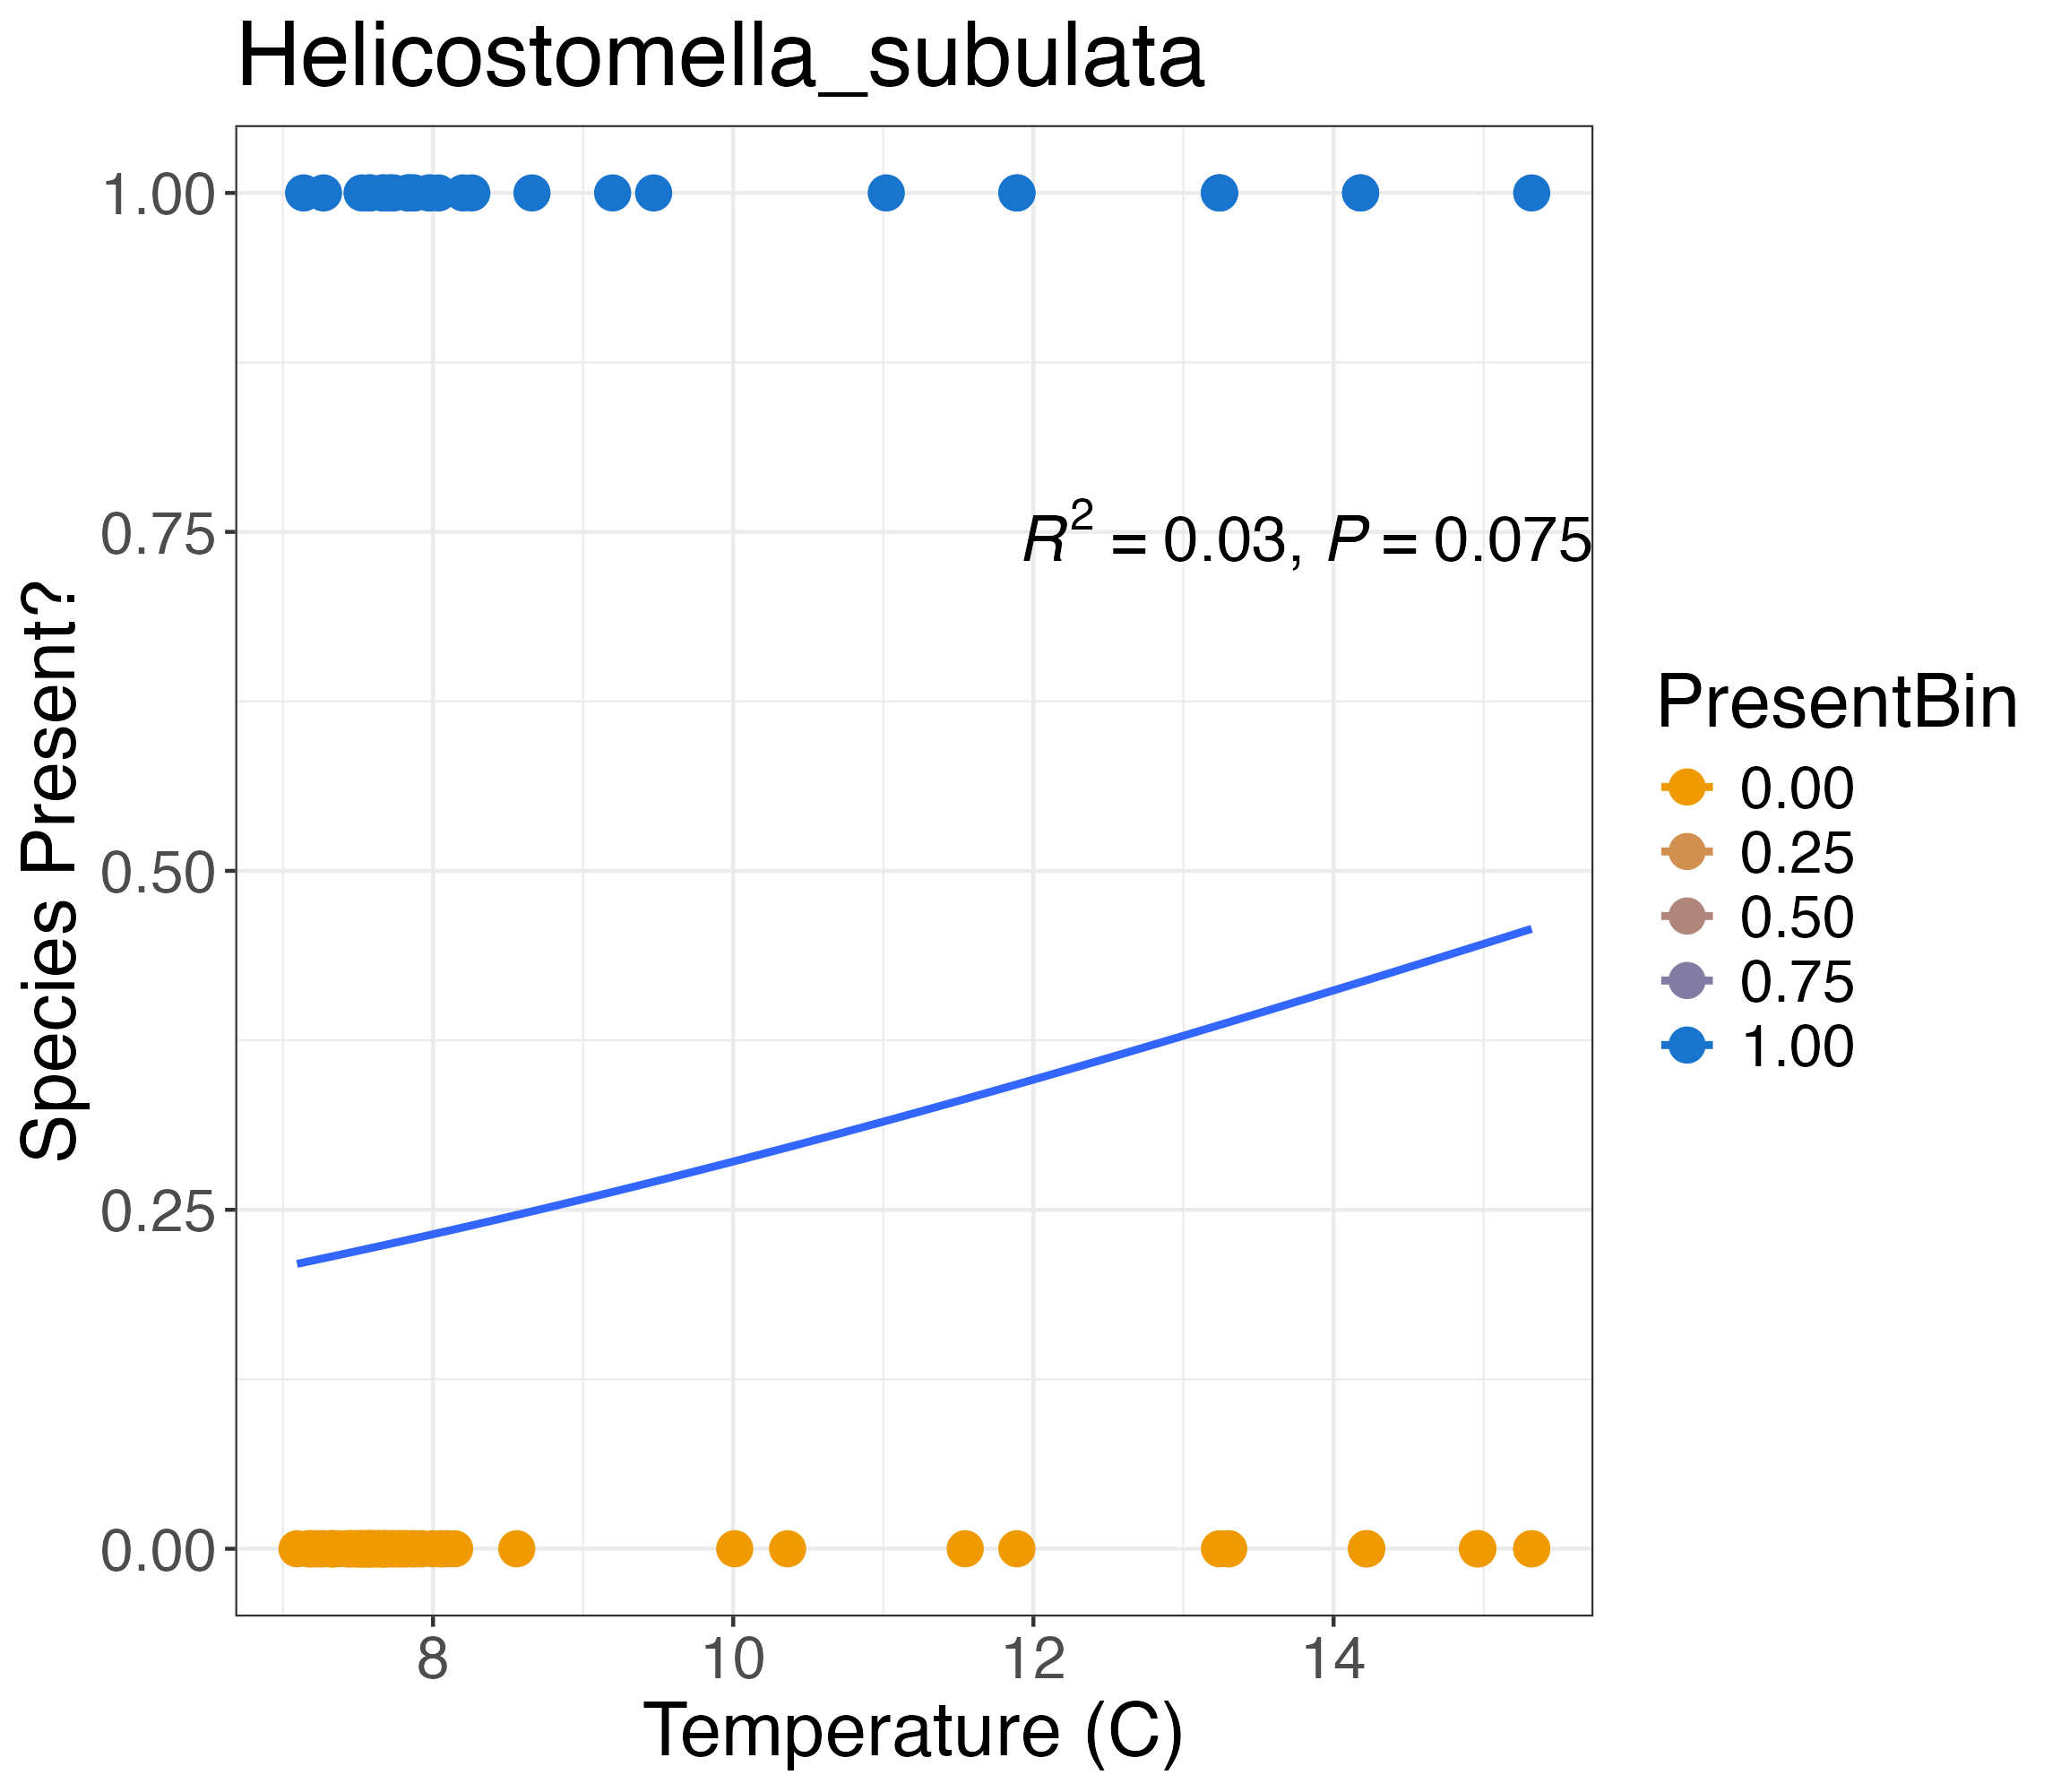 Helicostomella_subulata
1.00
0.75
0.50
0.25
0.00
Species Present?
R² = 0.03, P = 0.075
8 10 12 14
Temperature (C)
PresentBin
0.00
0.25
0.50
0.75
1.00